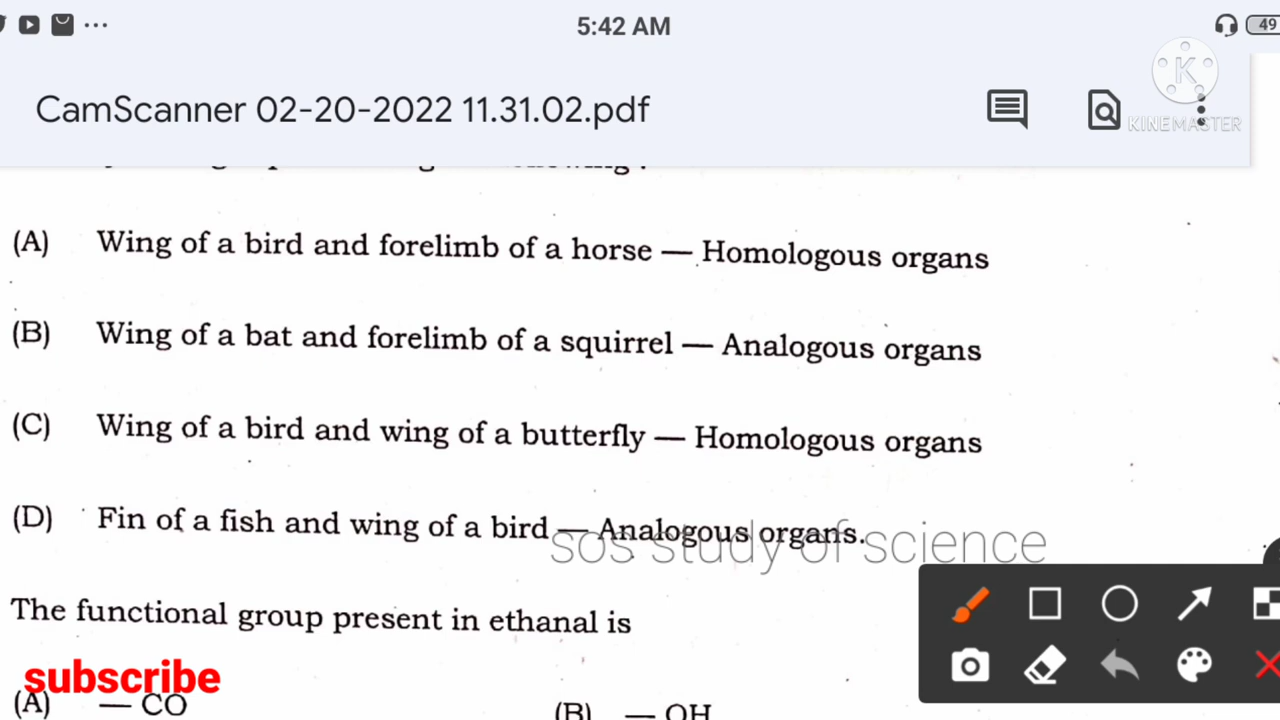 5:42 AM
49
CamScanner 02-20-2022 11.31.02.pdf
KINEMASTER
(A) Wing of a bird and forelimb of a horse — Homologous organs
(B) Wing of a bat and forelimb of a squirrel — Analogous organs
(C) Wing of a bird and wing of a butterfly — Homologous organs
(D) Fin of a fish and wing of a bird — Analogous organs.
sos study of science
The functional group present in ethanal is
subscribe
(A) — CO (B) — OH